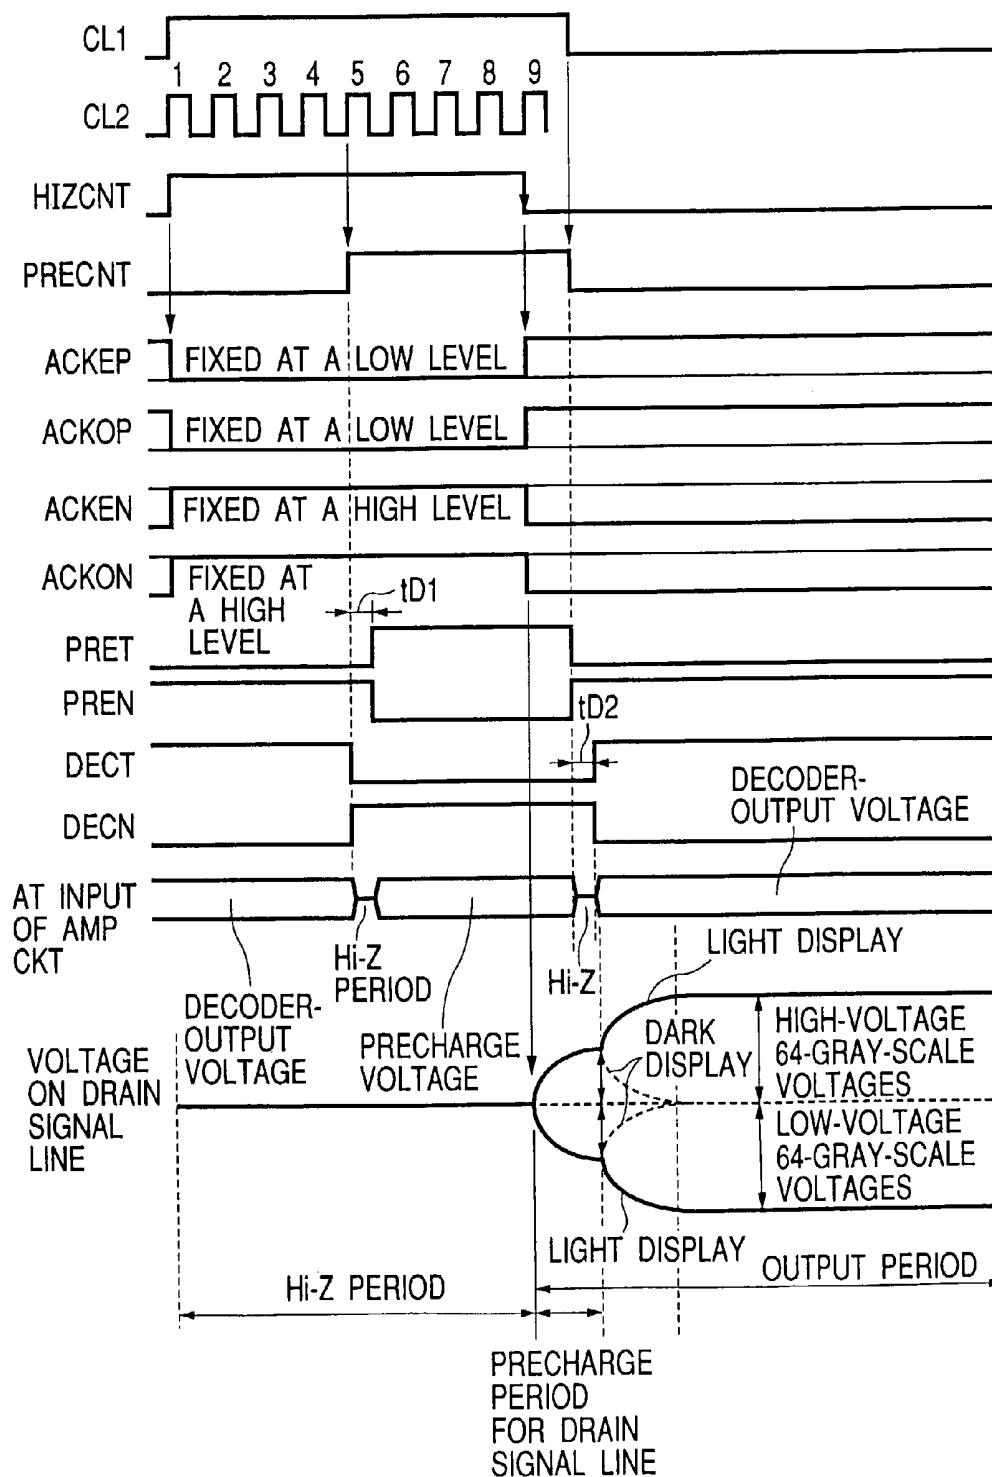 CL1
1 2 3 4 5 6 7 8 9
CL2
HIZCNT
PRECNT
ACKEP
FIXED AT A LOW LEVEL
ACKOP
FIXED AT A LOW LEVEL
ACKEN
FIXED AT A HIGH LEVEL
ACKON
FIXED AT
A HIGH
LEVEL
tD1
PRET
PREN
tD2
DECT
DECODER-
OUTPUT VOLTAGE
DECN
AT INPUT
OF AMP
CKT
Hi-Z
PERIOD
Hi-Z
LIGHT DISPLAY
DECODER-
OUTPUT
VOLTAGE
PRECHARGE
VOLTAGE
DARK
DISPLAY
HIGH-VOLTAGE
64-GRAY-SCALE
VOLTAGES
VOLTAGE
ON DRAIN
SIGNAL
LINE
LOW-VOLTAGE
64-GRAY-SCALE
VOLTAGES
LIGHT DISPLAY
OUTPUT PERIOD
Hi-Z PERIOD
PRECHARGE
PERIOD
FOR DRAIN
SIGNAL LINE